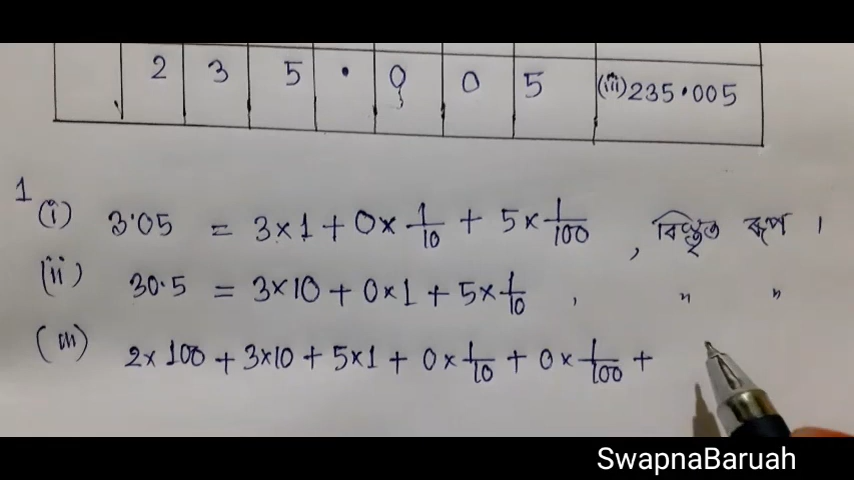 2 3 5 . 0 0 5 (iii) 235.005
1
(i) 3.05 = 3×1 + 0× 1/10 + 5× 1/100 , বিস্তৃত ৰূপ ।
(ii) 30.5 = 3×10 + 0×1 + 5× 1/10 , " "
(iii) 2×100 + 3×10 + 5×1 + 0× 1/10 + 0× 1/100 +
SwapnaBaruah